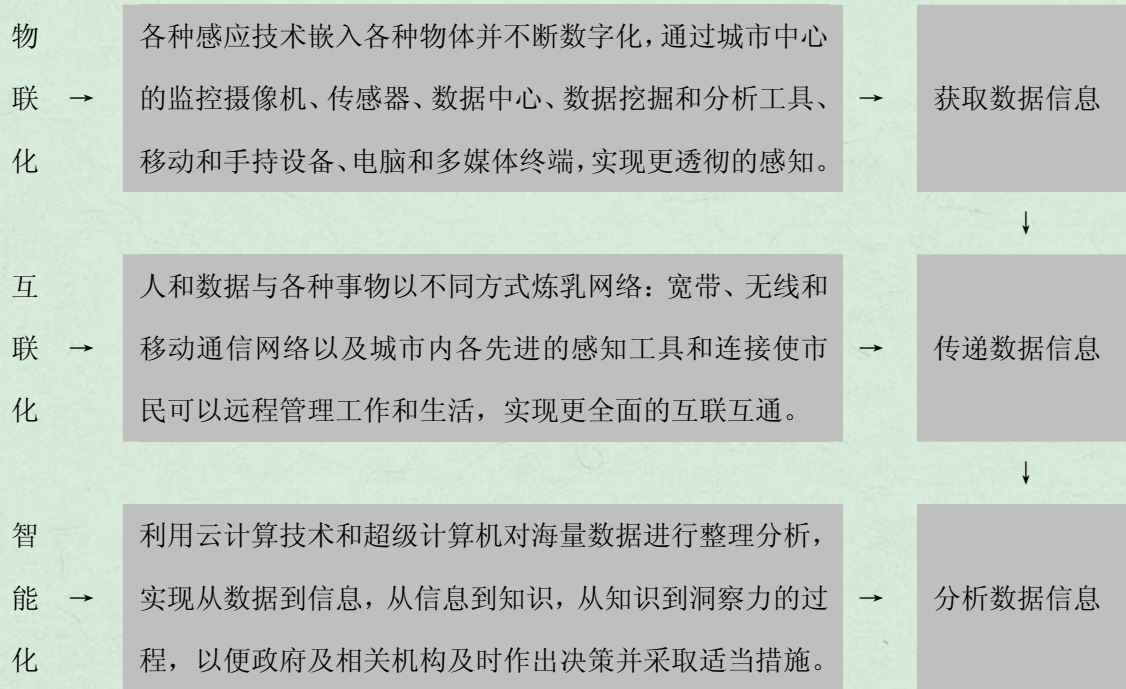 物
联 →
化
各种感应技术嵌入各种物体并不断数字化，通过城市中心
的监控摄像机、传感器、数据中心、数据挖掘和分析工具、
移动和手持设备、电脑和多媒体终端，实现更透彻的感知。
→ 获取数据信息
↓
互
联 →
化
人和数据与各种事物以不同方式炼乳网络：宽带、无线和
移动通信网络以及城市内各先进的感知工具和连接使市
民可以远程管理工作和生活，实现更全面的互联互通。
→ 传递数据信息
↓
智
能 →
化
利用云计算技术和超级计算机对海量数据进行整理分析，
实现从数据到信息，从信息到知识，从知识到洞察力的过
程，以便政府及相关机构及时作出决策并采取适当措施。
→ 分析数据信息